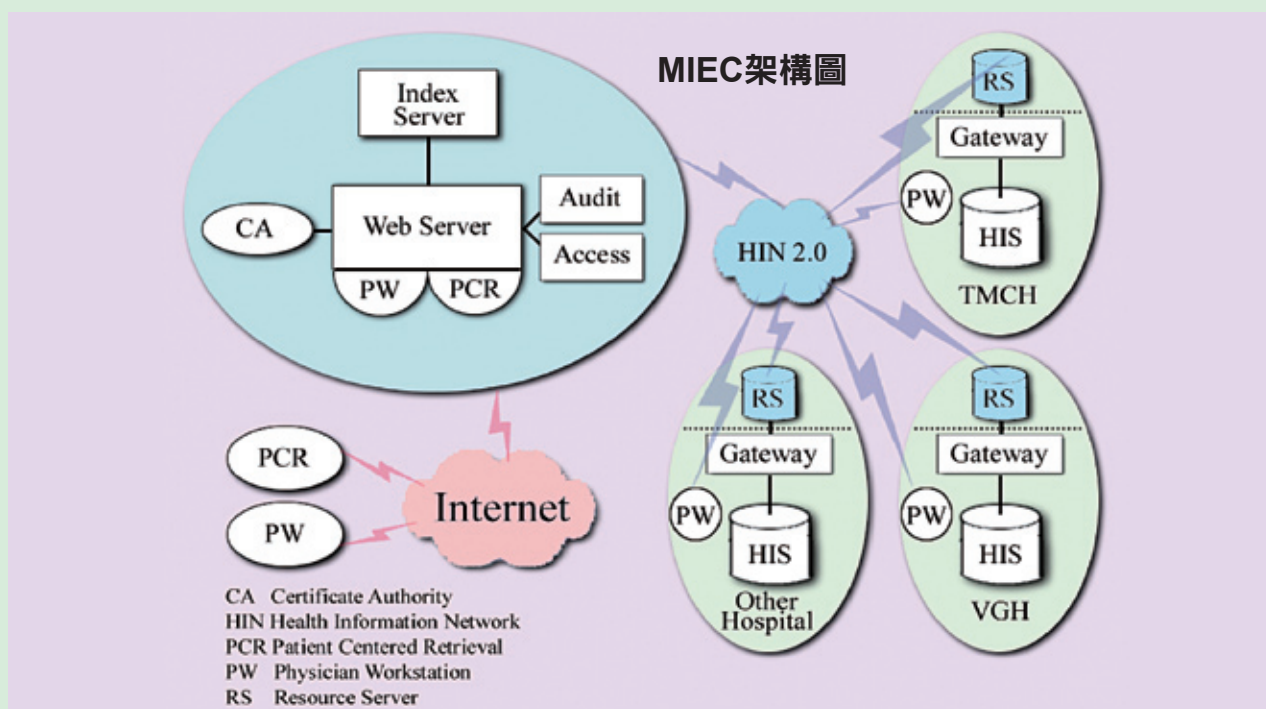 MIEC架構圖
Index
Server
CA
Web Server
Audit
Access
PW
PCR
HIN 2.0
RS
Gateway
PW
HIS
TMCH
RS
Gateway
PW
HIS
Other
Hospital
RS
Gateway
PW
HIS
VGH
PCR
PW
Internet
CA Certificate Authority
HIN Health Information Network
PCR Patient Centered Retrieval
PW Physician Workstation
RS Resource Server